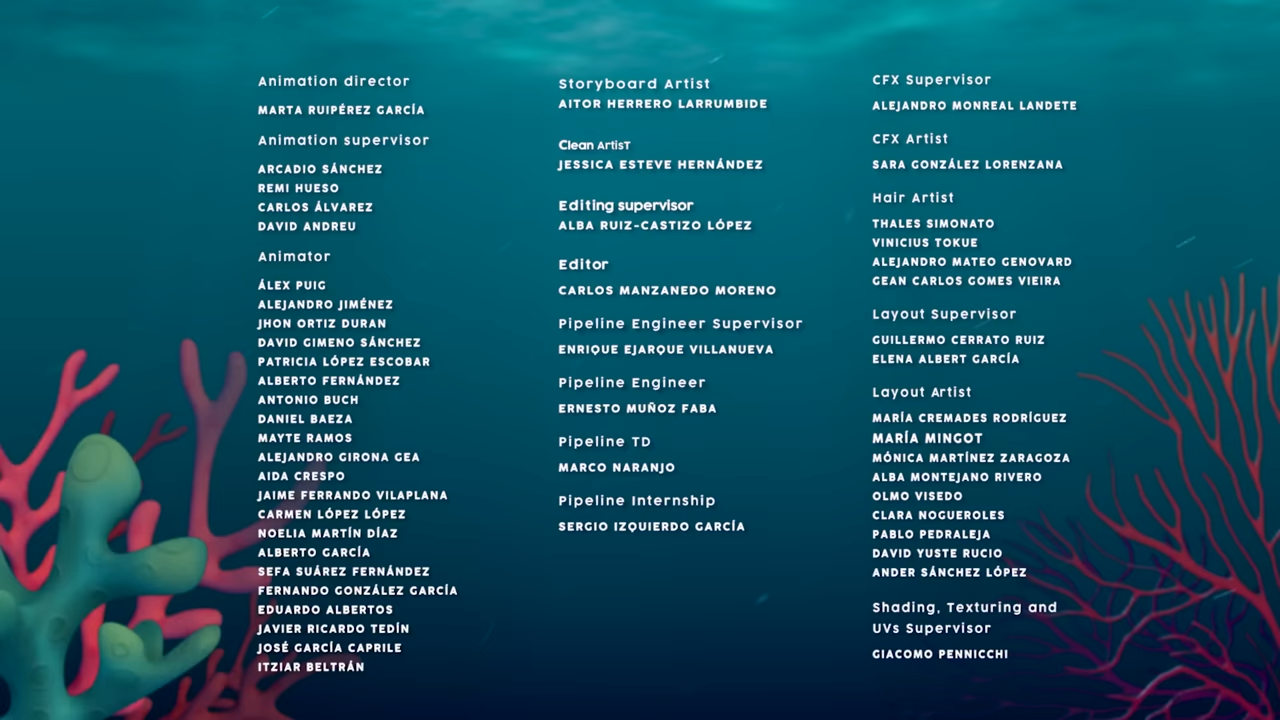 Animation director
MARTA RUIPÉREZ GARCÍA
Animation supervisor
ARCADIO SÁNCHEZ
REMI HUESO
CARLOS ÁLVAREZ
DAVID ANDREU
Animator
ÁLEX PUIG
ALEJANDRO JIMÉNEZ
JHON ORTIZ DURAN
DAVID GIMENO SÁNCHEZ
PATRICIA LÓPEZ ESCOBAR
ALBERTO FERNÁNDEZ
ANTONIO BUCH
DANIEL BAEZA
MAYTE RAMOS
ALEJANDRO GIRONA GEA
AIDA CRESPO
JAIME FERRANDO VILAPLANA
CARMEN LÓPEZ LÓPEZ
NOELIA MARTÍN DÍAZ
ALBERTO GARCÍA
SEFA SUÁREZ FERNÁNDEZ
FERNANDO GONZÁLEZ GARCÍA
EDUARDO ALBERTOS
JAVIER RICARDO TEDÍN
JOSÉ GARCÍA CAPRILE
ITZIAR BELTRÁN
Storyboard Artist
AITOR HERRERO LARRUMBIDE
Clean ArtisT
JESSICA ESTEVE HERNÁNDEZ
Editing supervisor
ALBA RUIZ-CASTIZO LÓPEZ
Editor
CARLOS MANZANEDO MORENO
Pipeline Engineer Supervisor
ENRIQUE EJARQUE VILLANUEVA
Pipeline Engineer
ERNESTO MUÑOZ FABA
Pipeline TD
MARCO NARANJO
Pipeline Internship
SERGIO IZQUIERDO GARCÍA
CFX Supervisor
ALEJANDRO MONREAL LANDETE
CFX Artist
SARA GONZÁLEZ LORENZANA
Hair Artist
THALES SIMONATO
VINICIUS TOKUE
ALEJANDRO MATEO GENOVARD
GEAN CARLOS GOMES VIEIRA
Layout Supervisor
GUILLERMO CERRATO RUIZ
ELENA ALBERT GARCÍA
Layout Artist
MARÍA CREMADES RODRÍGUEZ
MARÍA MINGOT
MÓNICA MARTÍNEZ ZARAGOZA
ALBA MONTEJANO RIVERO
OLMO VISEDO
CLARA NOGUEROLES
PABLO PEDRALEJA
DAVID YUSTE RUCIO
ANDER SÁNCHEZ LÓPEZ
Shading, Texturing and
UVs Supervisor
GIACOMO PENNICCHI